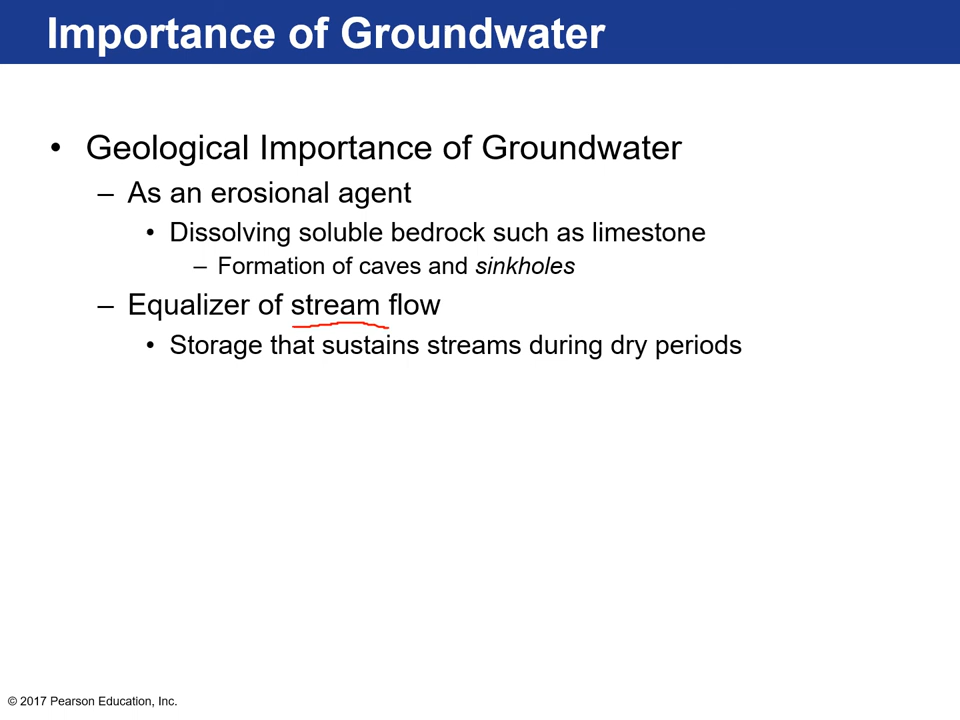 Importance of Groundwater
• Geological Importance of Groundwater
– As an erosional agent
• Dissolving soluble bedrock such as limestone
– Formation of caves and sinkholes
– Equalizer of stream flow
• Storage that sustains streams during dry periods
© 2017 Pearson Education, Inc.